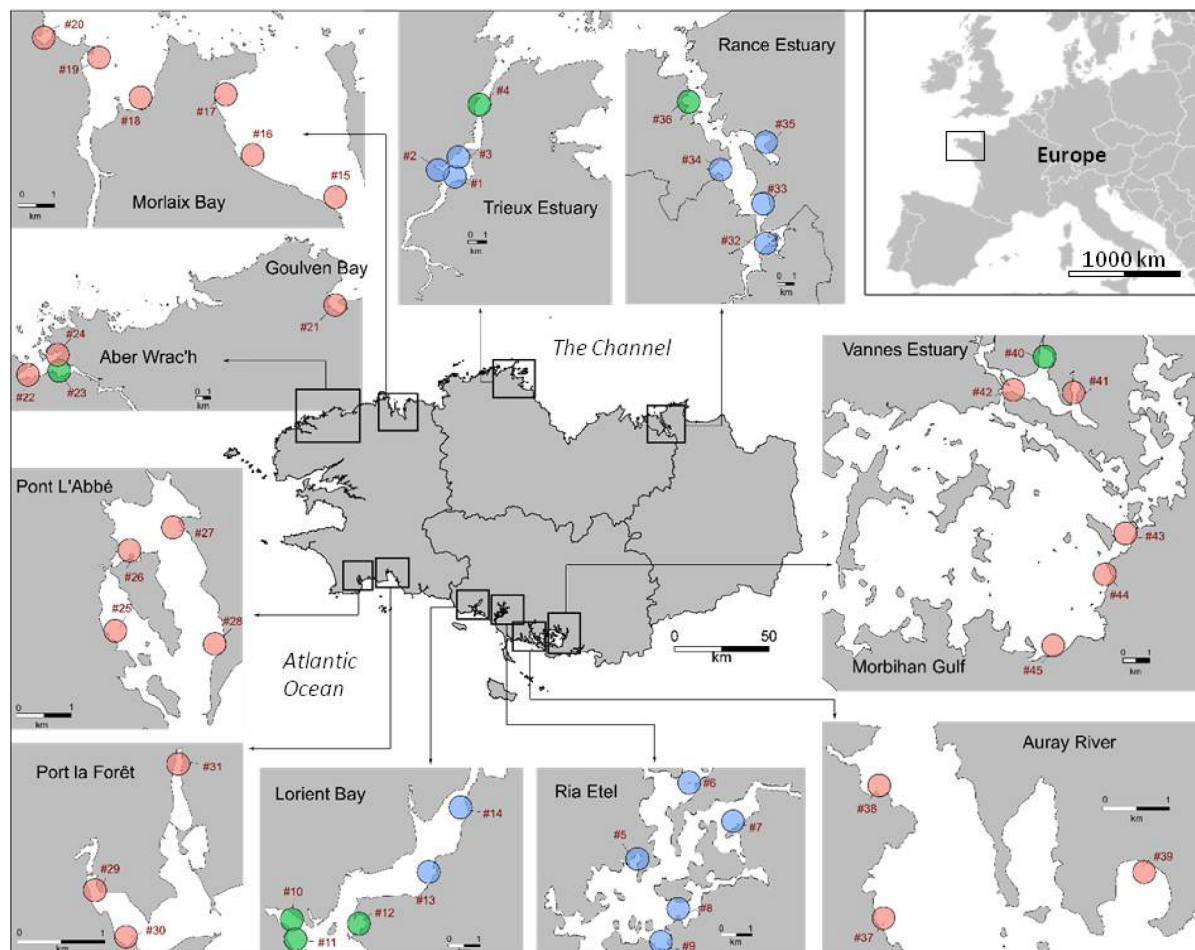 #20
#19
#18
#17
#16
#15
0 1
km
Morlaix Bay
#4
#2
#3
#1
Trieux Estuary
0 1
km
Rance Estuary
#36
#35
#34
#33
#32
0 1
km
Europe
1000 km
Goulven Bay
#21
#24
Aber Wrac'h
#22
#23
0 1
km
The Channel
Vannes Estuary
#40
#42
#41
#43
#44
#45
Morbihan Gulf
0 1
km
Pont L'Abbé
#27
#26
#25
#28
0 1
km
Atlantic
Ocean
0 50
km
Port la Forêt
#31
#29
#30
0 1
km
Lorient Bay
#14
#13
#10
#12
#11
0 1
km
Ria Etel
#6
#7
#5
#8
#9
0 1
km
Auray River
#38
0 1
km
#39
#37